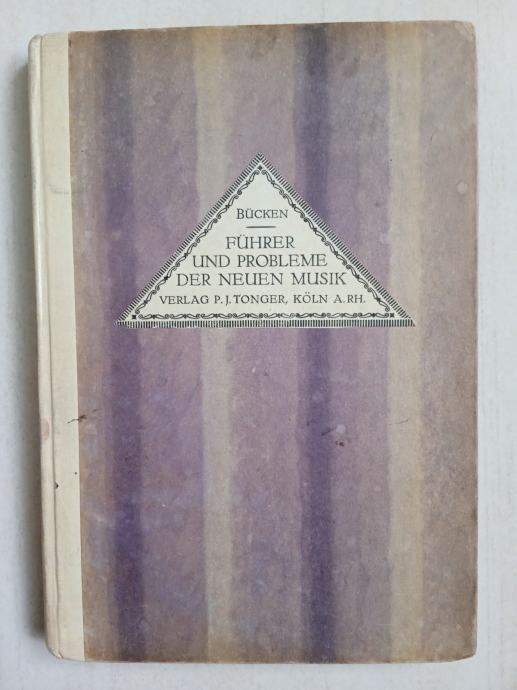 BÜCKEN
FÜHRER
UND PROBLEME
DER NEUEN MUSIK
VERLAG P. J. TONGER, KÖLN A. RH.